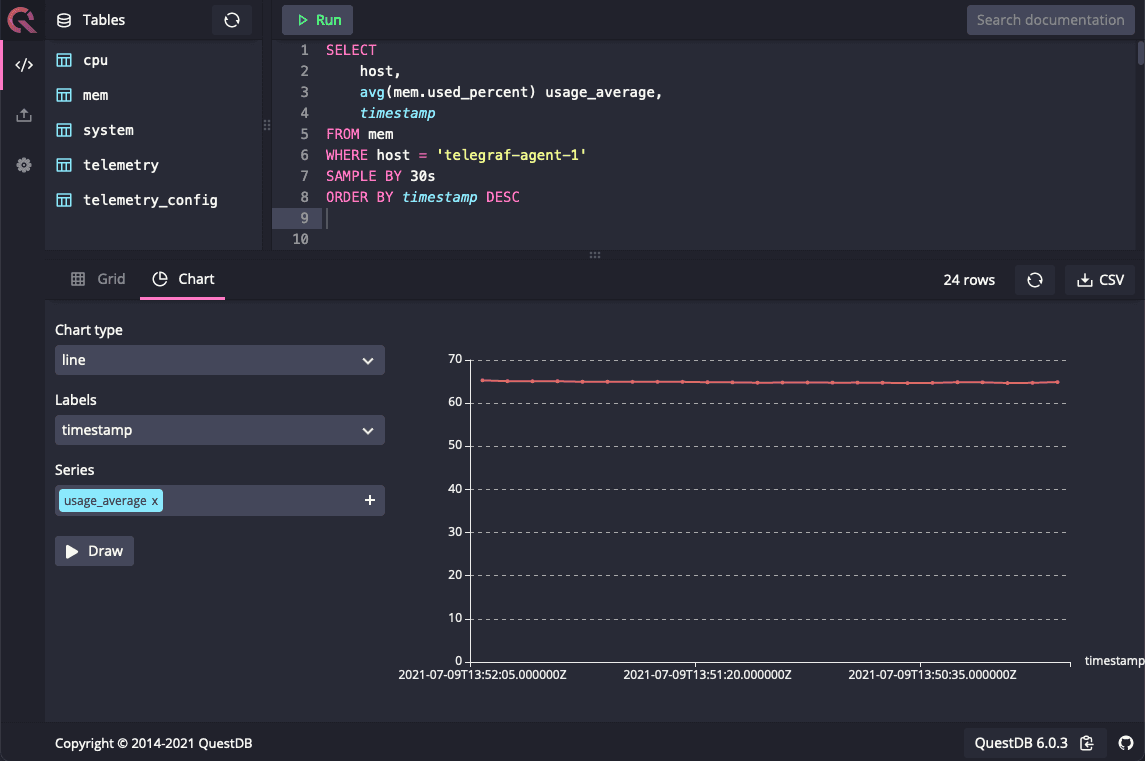 Tables
Run
Search documentation
cpu
mem
system
telemetry
telemetry_config
1 SELECT
2 host,
3 avg(mem.used_percent) usage_average,
4 timestamp
5 FROM mem
6 WHERE host = 'telegraf-agent-1'
7 SAMPLE BY 30s
8 ORDER BY timestamp DESC
9
10
Grid
Chart
24 rows
CSV
Chart type
line
Labels
timestamp
Series
usage_average x
Draw
70
60
50
40
30
20
10
0
2021-07-09T13:52:05.000000Z
2021-07-09T13:51:20.000000Z
2021-07-09T13:50:35.000000Z
timestamp
Copyright © 2014-2021 QuestDB
QuestDB 6.0.3